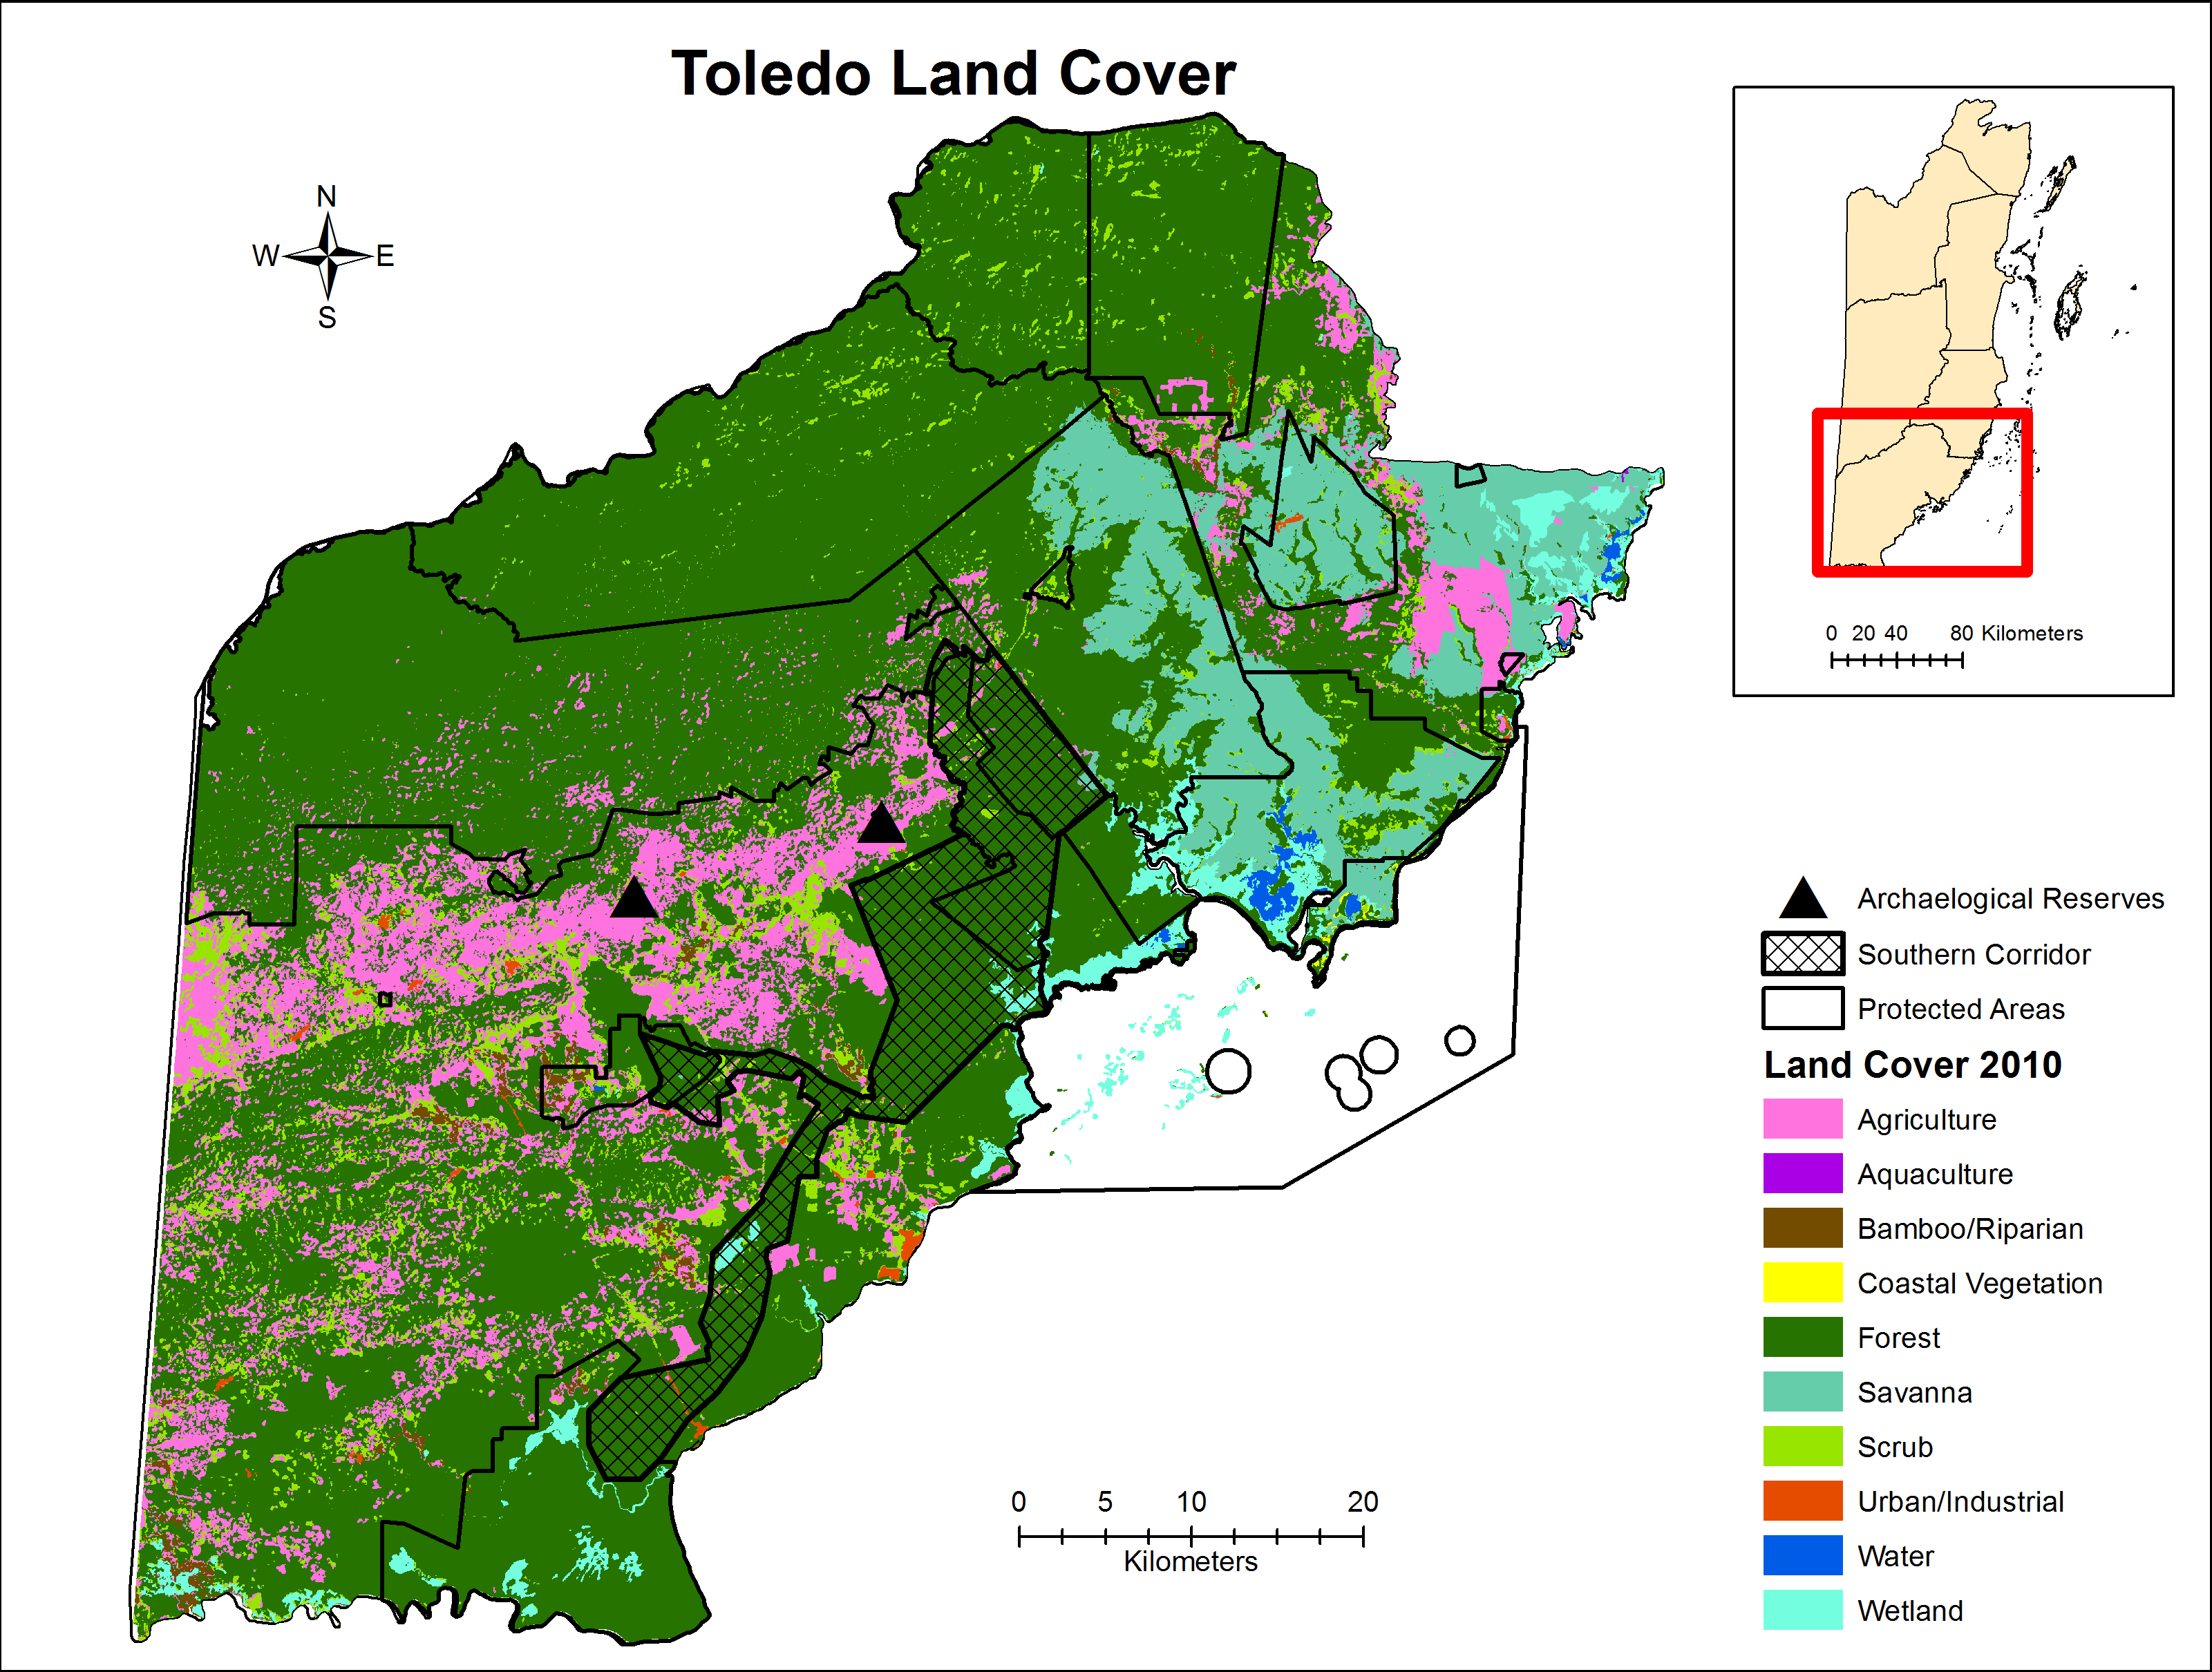 Toledo Land Cover
N
W E
S
0 20 40 80 Kilometers
Archaelogical Reserves
Southern Corridor
Protected Areas
Land Cover 2010
Agriculture
Aquaculture
Bamboo/Riparian
Coastal Vegetation
Forest
Savanna
Scrub
Urban/Industrial
Water
Wetland
0 5 10 20
Kilometers